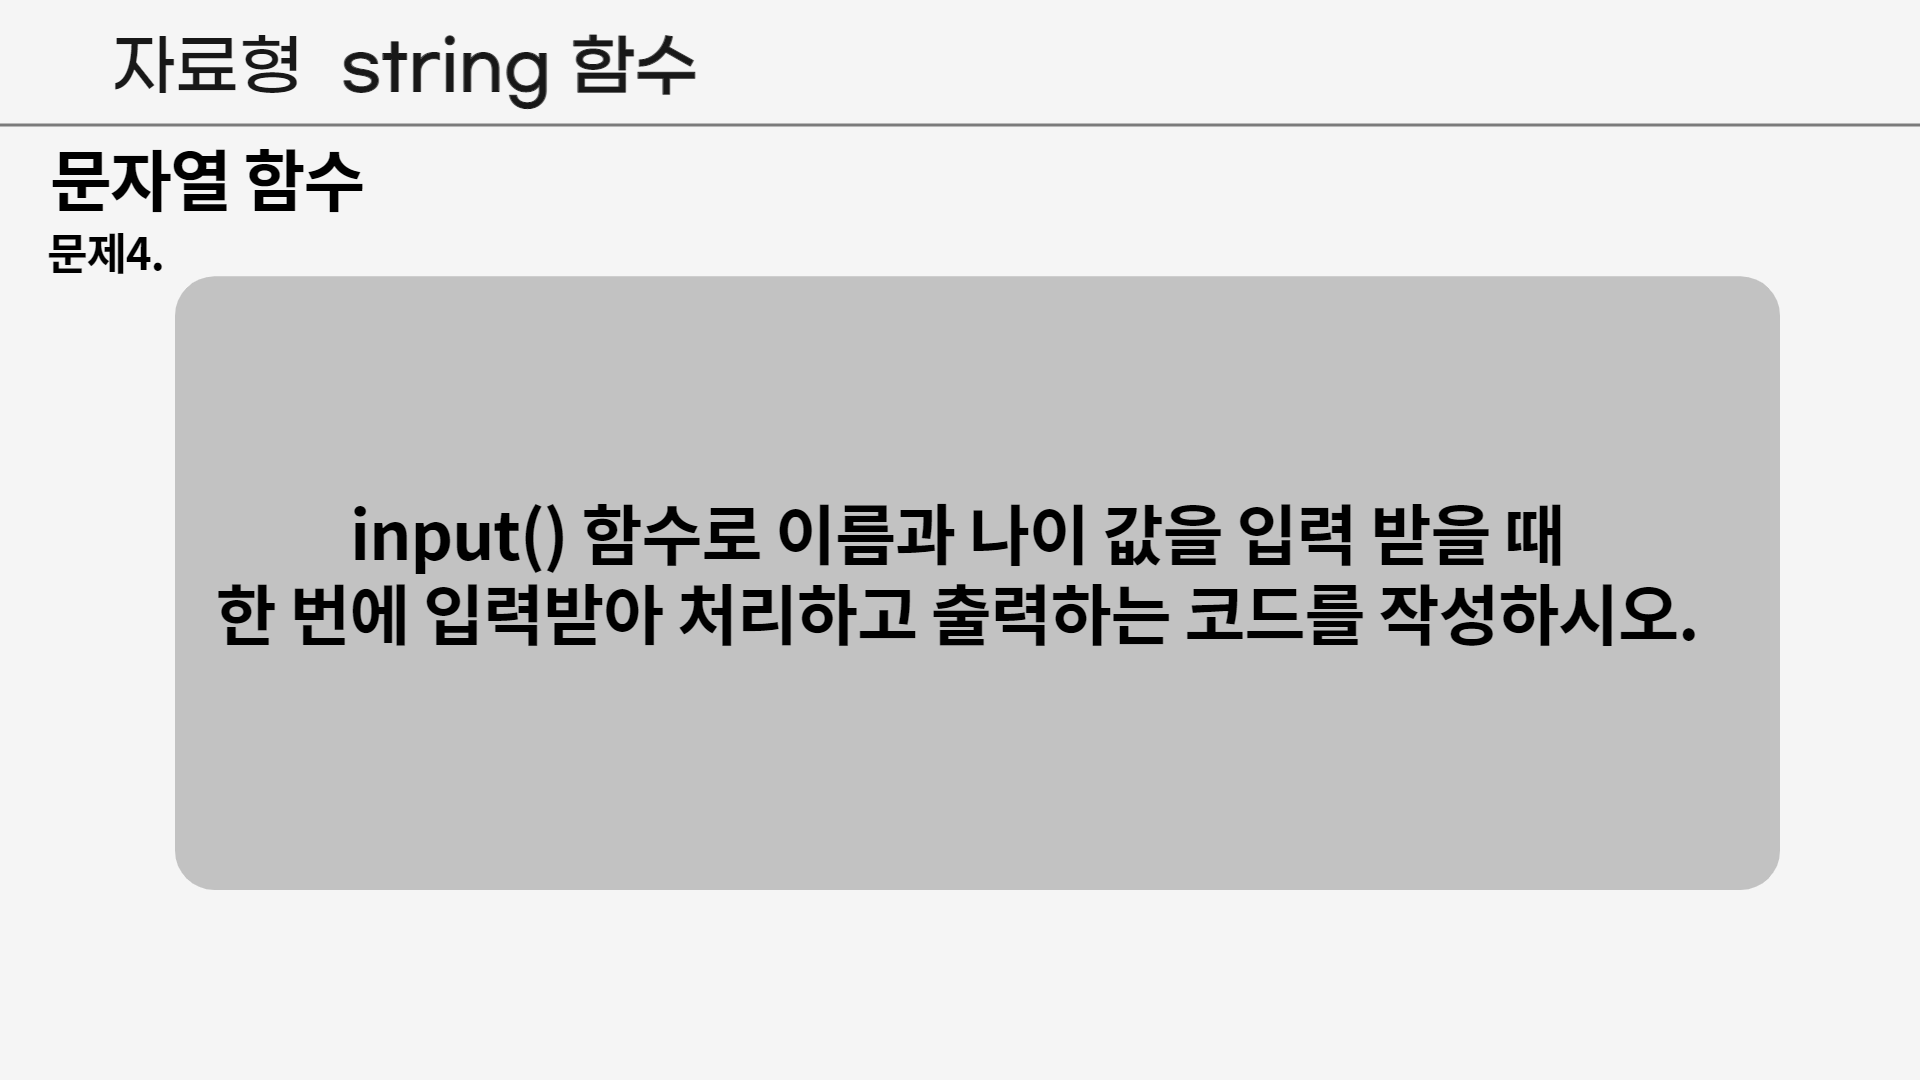 자료형 string 함수
문자열 함수
문제4.
input() 함수로 이름과 나이 값을 입력 받을 때
한 번에 입력받아 처리하고 출력하는 코드를 작성하시오.